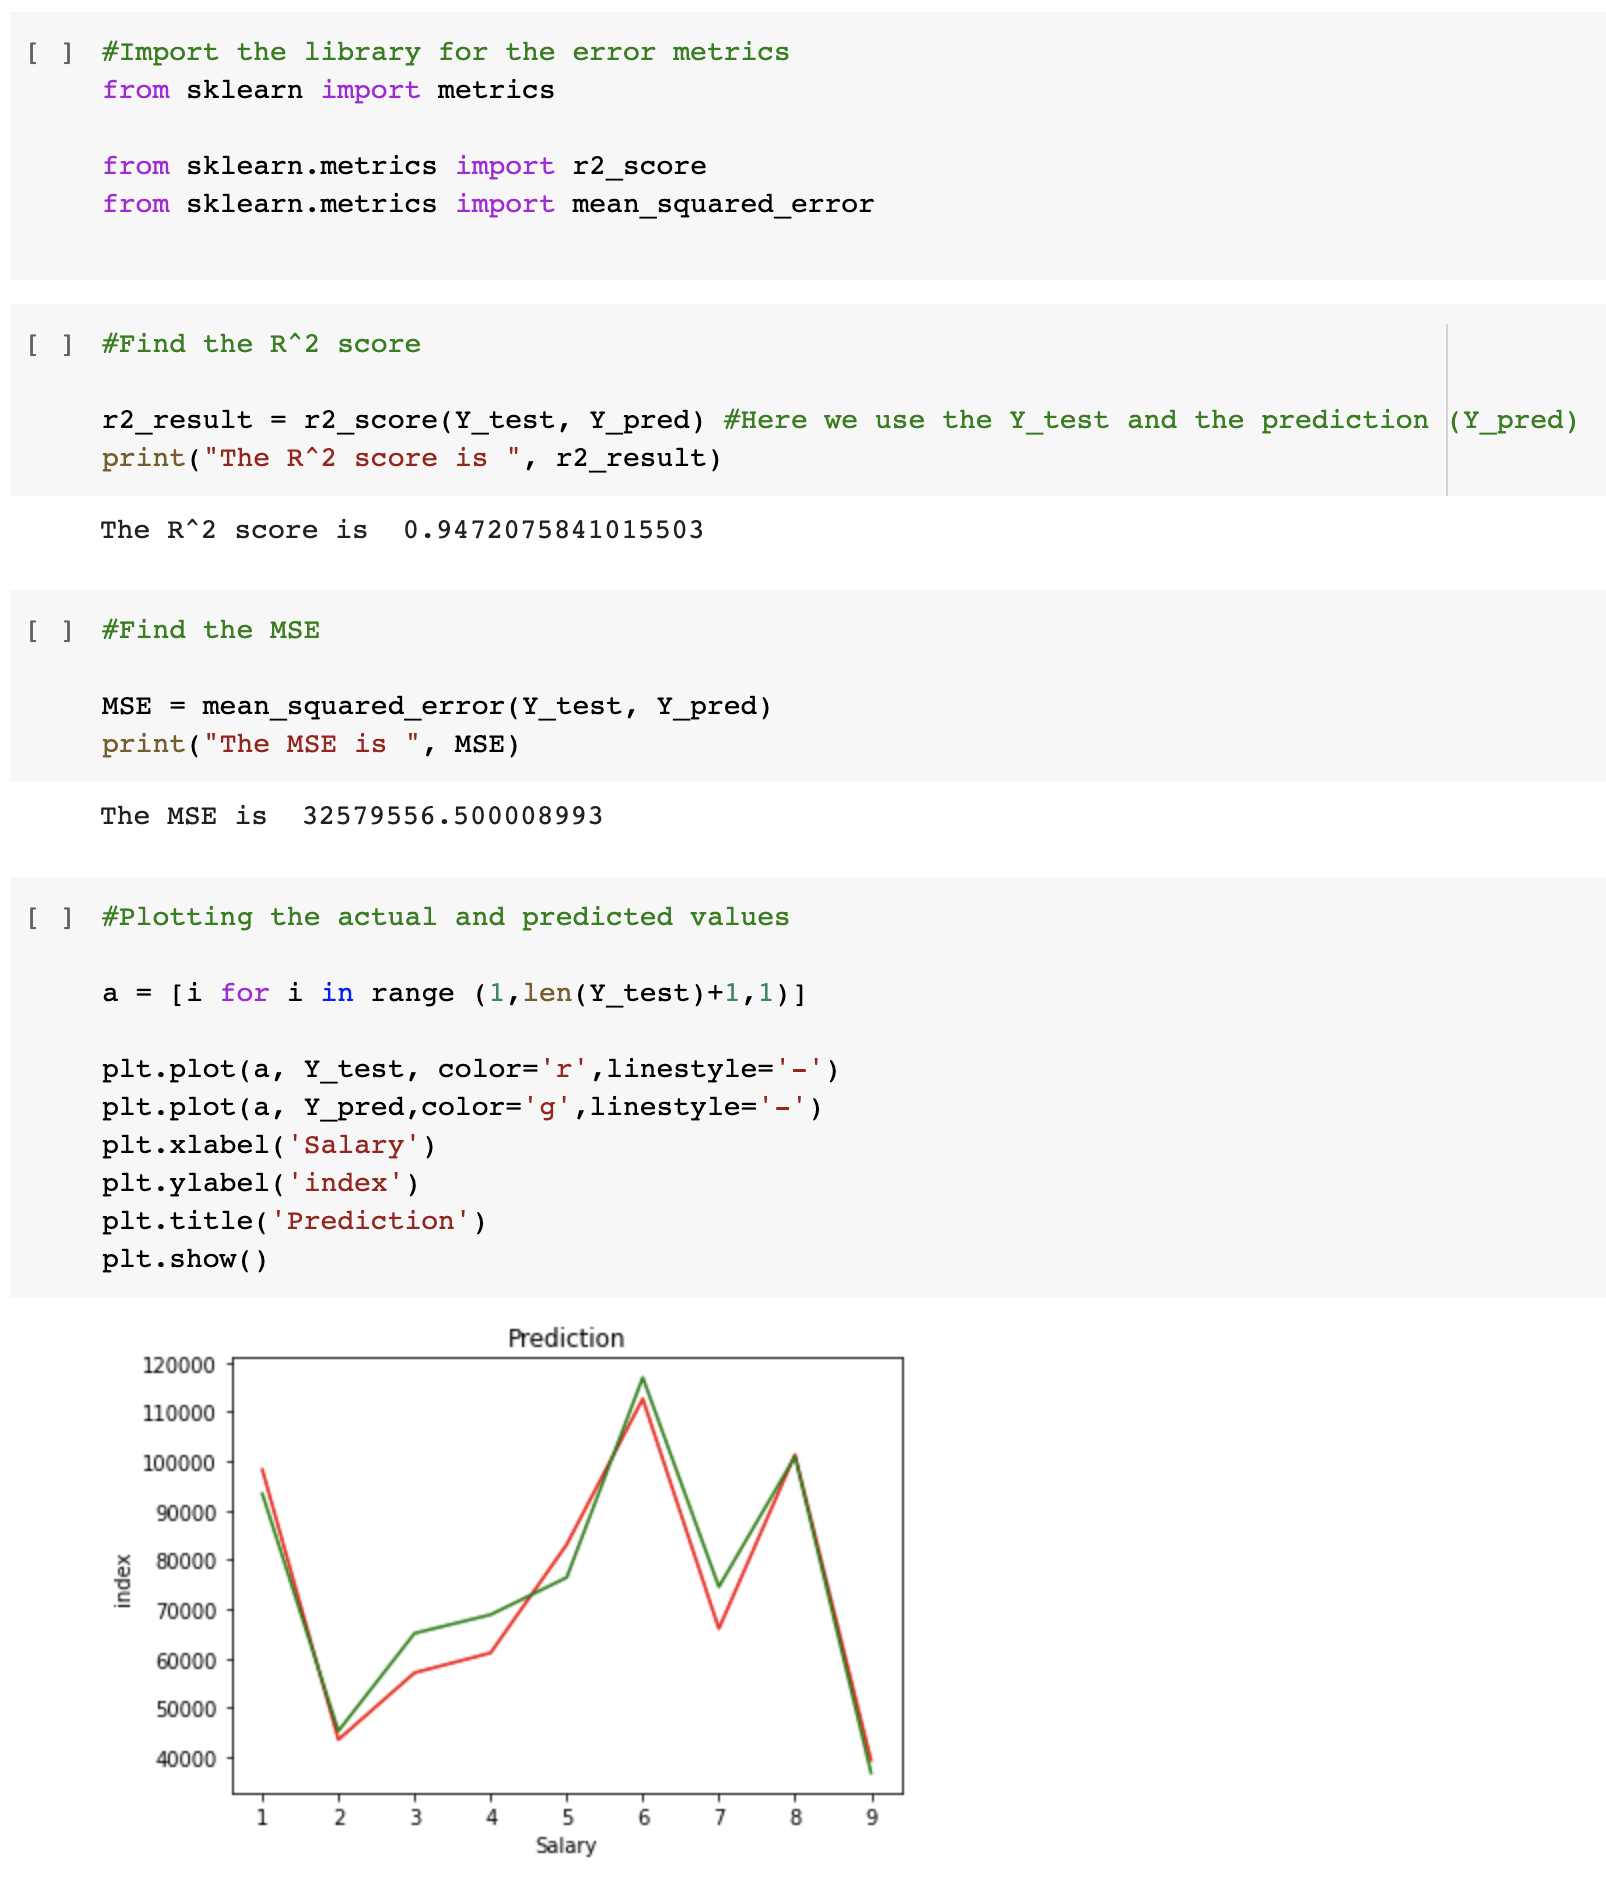 [ ] #Import the library for the error metrics
from sklearn import metrics
from sklearn.metrics import r2_score
from sklearn.metrics import mean_squared_error
[ ] #Find the R^2 score
r2_result = r2_score(Y_test, Y_pred) #Here we use the Y_test and the prediction (Y_pred)
print("The R^2 score is ", r2_result)
The R^2 score is  0.9472075841015503
[ ] #Find the MSE
MSE = mean_squared_error(Y_test, Y_pred)
print("The MSE is ", MSE)
The MSE is  32579556.500008993
[ ] #Plotting the actual and predicted values
a = [i for i in range (1,len(Y_test)+1,1)]
plt.plot(a, Y_test, color='r',linestyle='-')
plt.plot(a, Y_pred,color='g',linestyle='-')
plt.xlabel('Salary')
plt.ylabel('index')
plt.title('Prediction')
plt.show()
Prediction
120000
110000
100000
90000
80000
70000
60000
50000
40000
index
1 2 3 4 5 6 7 8 9
Salary